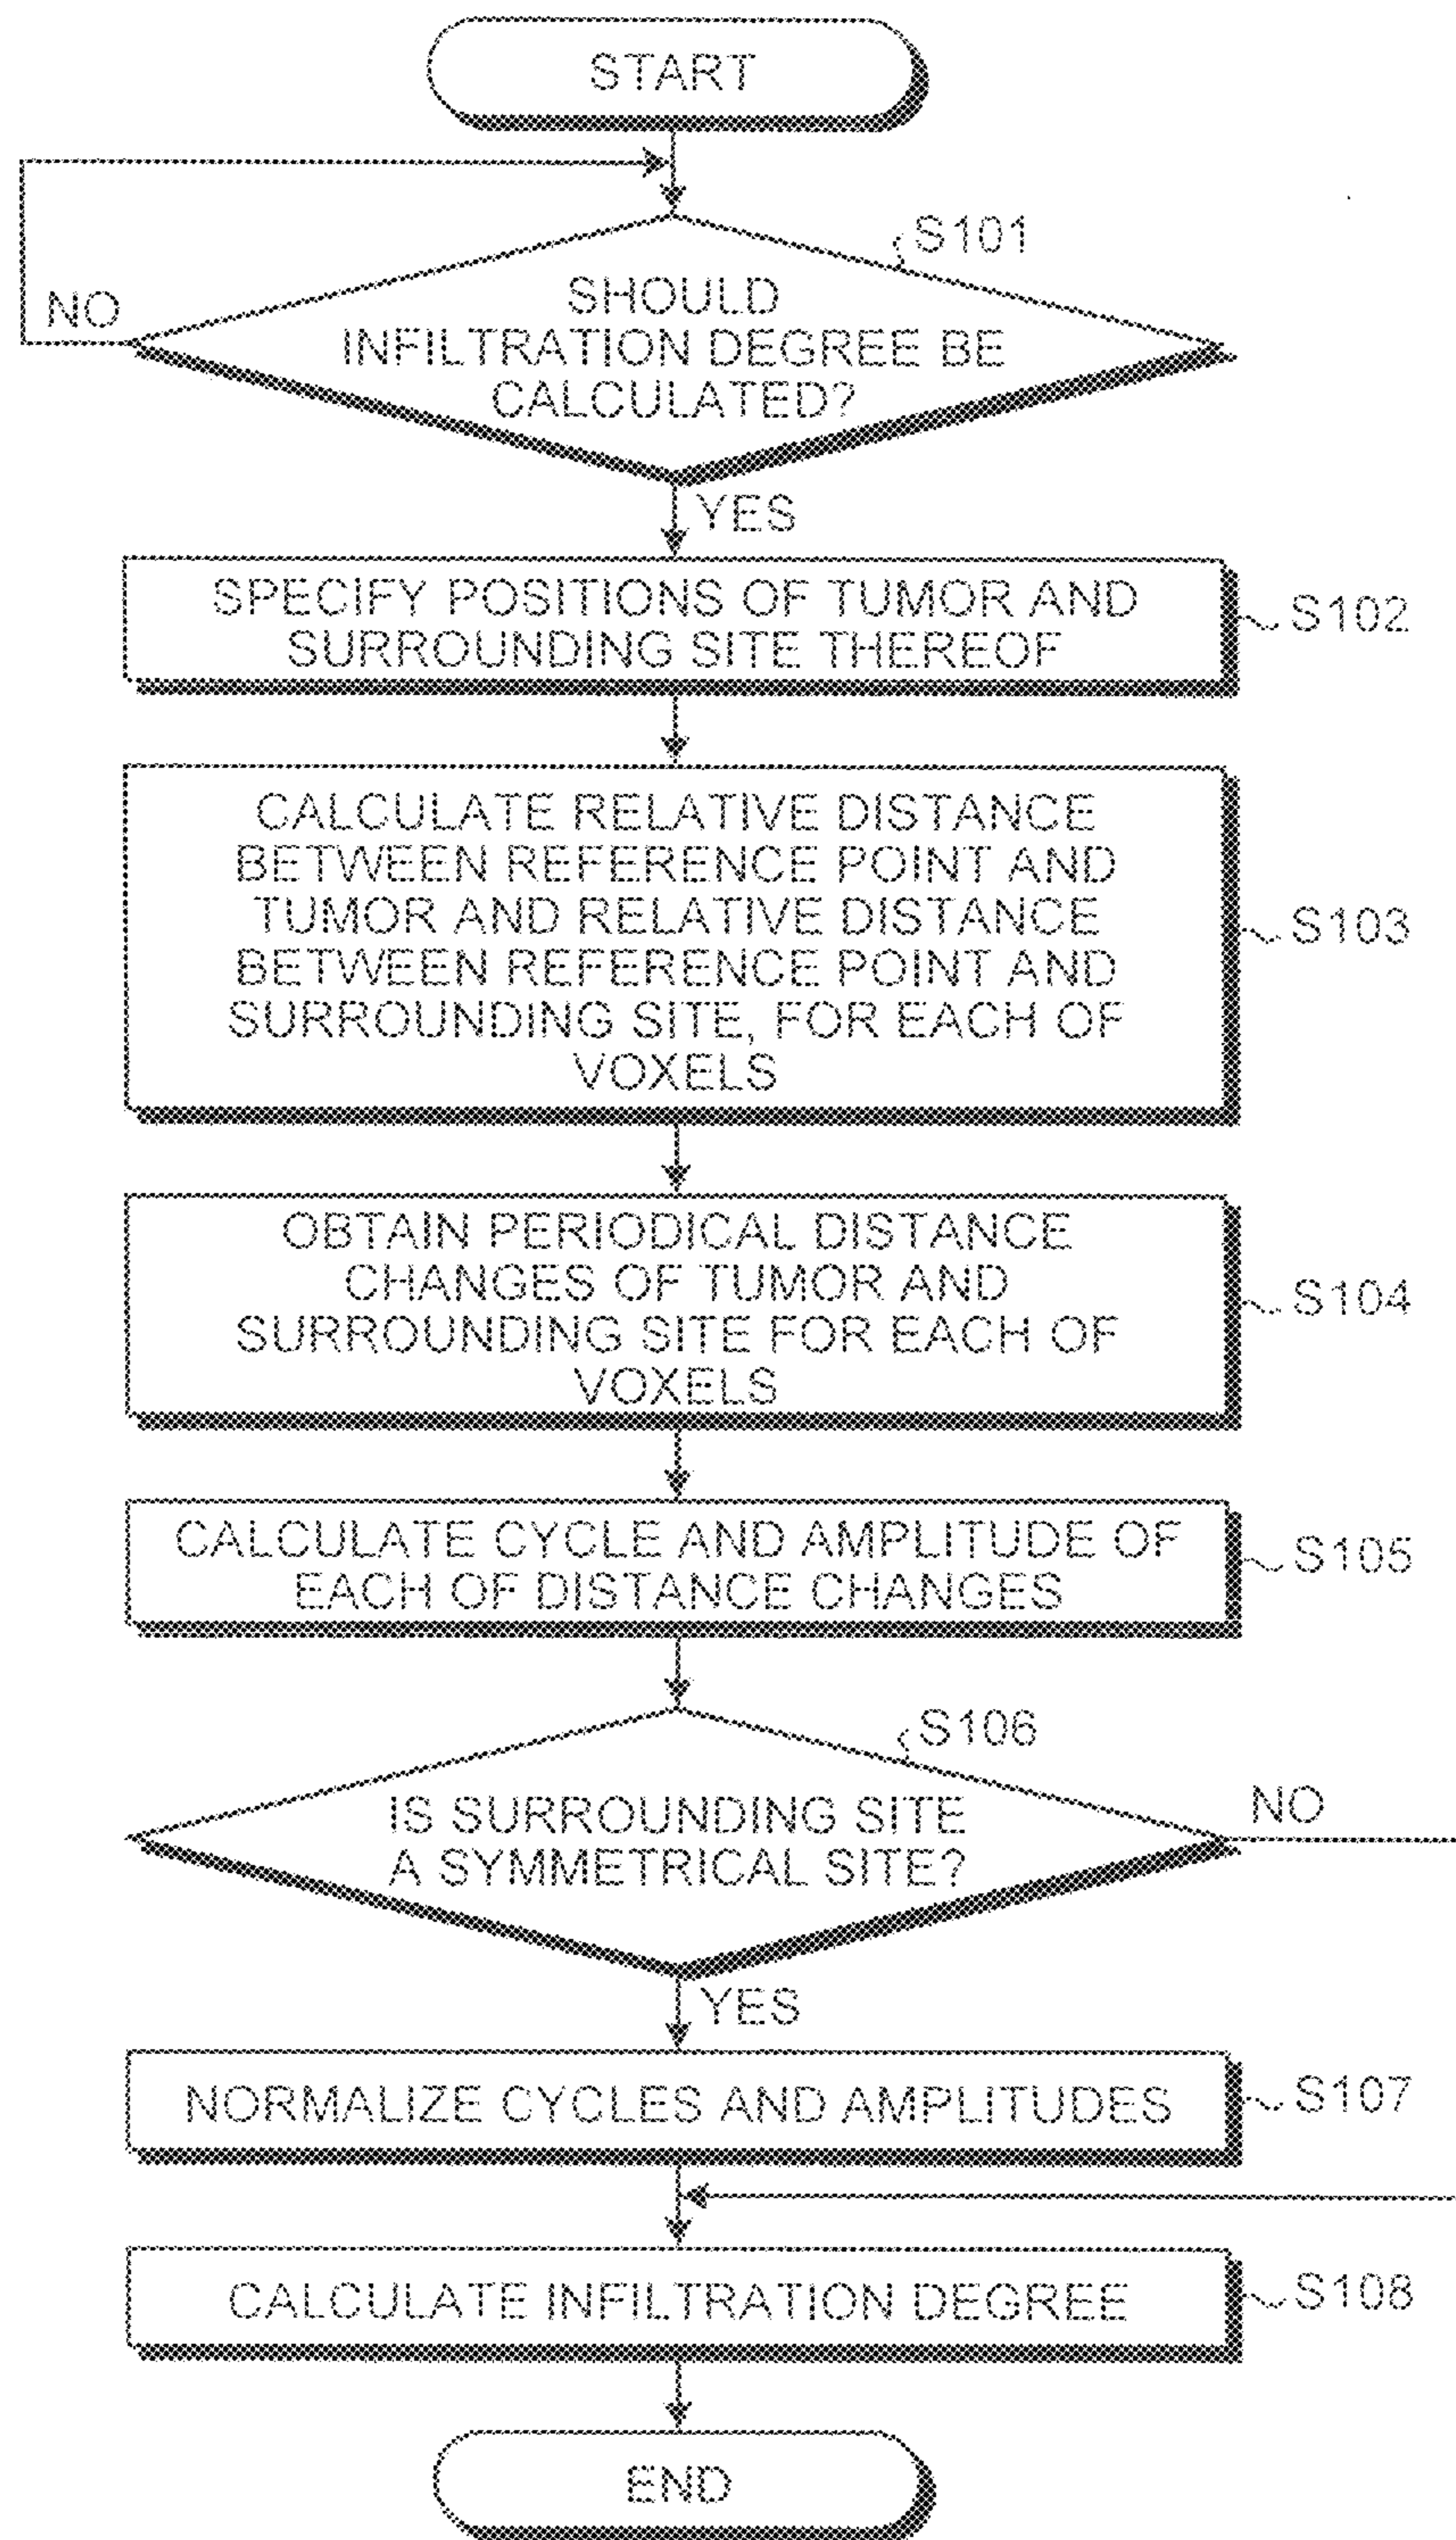 START
S101
NO
SHOULD
INFILTRATION DEGREE BE
CALCULATED?
YES
SPECIFY POSITIONS OF TUMOR AND
SURROUNDING SITE THEREOF
S102
CALCULATE RELATIVE DISTANCE
BETWEEN REFERENCE POINT AND
TUMOR AND RELATIVE DISTANCE
BETWEEN REFERENCE POINT AND
SURROUNDING SITE, FOR EACH OF
VOXELS
S103
OBTAIN PERIODICAL DISTANCE
CHANGES OF TUMOR AND
SURROUNDING SITE FOR EACH OF
VOXELS
S104
CALCULATE CYCLE AND AMPLITUDE OF
EACH OF DISTANCE CHANGES
S105
S106
IS SURROUNDING SITE
A SYMMETRICAL SITE?
NO
YES
NORMALIZE CYCLES AND AMPLITUDES
S107
CALCULATE INFILTRATION DEGREE
S108
END